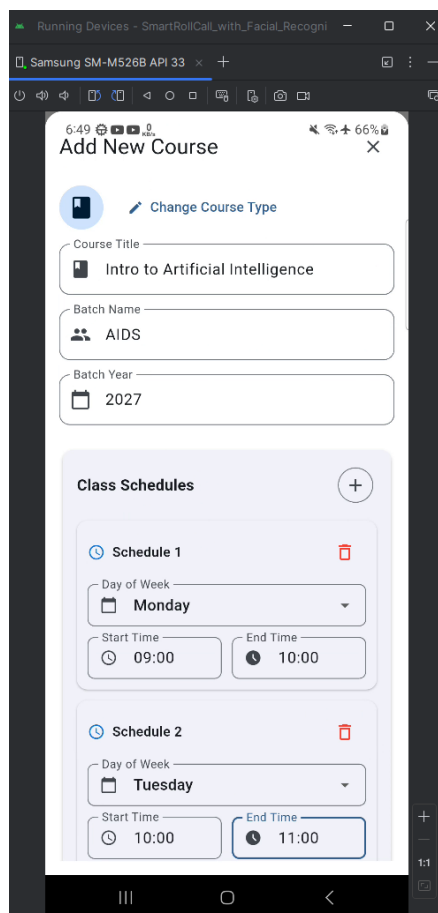 Running Devices - SmartRollCall_with_Facial_Recogni
Samsung SM-M526B API 33
6:49 0 KB/s 66%
Add New Course
Change Course Type
Course Title
Intro to Artificial Intelligence
Batch Name
AIDS
Batch Year
2027
Class Schedules
Schedule 1
Day of Week
Monday
Start Time End Time
09:00 10:00
Schedule 2
Day of Week
Tuesday
Start Time End Time
10:00 11:00
1:1